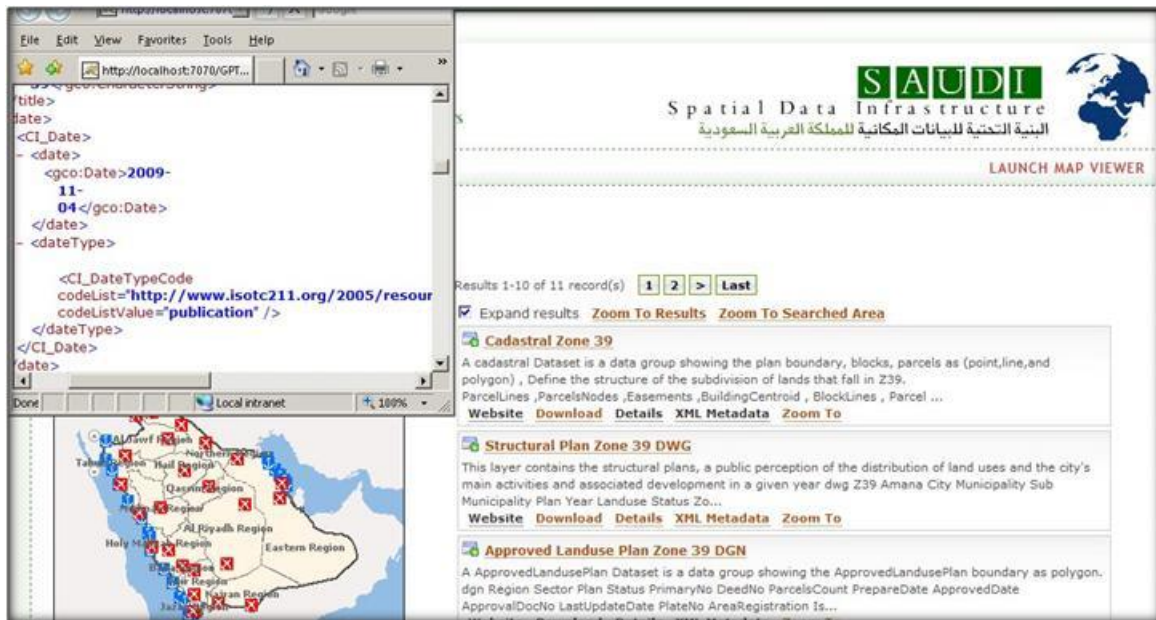 File Edit View Favorites Tools Help
http://localhost:7070/GPT...
/title>
date>
<CI_Date>
- <date>
<gco:Date>2009-
11-
04</gco:Date>
</date>
- <dateType>
<CI_DateTypeCode
codeList="http://www.isotc211.org/2005/resour
codeListValue="publication" />
</dateType>
</CI_Date>
/date>
Done Local intranet 100%
SAUDI
Spatial Data Infrastructure
البنية التحتية للبيانات المكانية للمملكة العربية السعودية
LAUNCH MAP VIEWER
Results 1-10 of 11 record(s) 1 2 > Last
Expand results Zoom To Results Zoom To Searched Area
Cadastral Zone 39
A cadastral Dataset is a data group showing the plan boundary, blocks, parcels as (point,line,and
polygon) , Define the structure of the subdivision of lands that fall in Z39.
ParcelLines ,ParcelsNodes ,Easements ,BuildingCentroid , BlockLines , Parcel ...
Website Download Details XML Metadata Zoom To
Structural Plan Zone 39 DWG
This layer contains the structural plans, a public perception of the distribution of land uses and the city's
main activities and associated development in a given year dwg Z39 Amana City Municipality Sub
Municipality Plan Year Landuse Status Zo...
Website Download Details XML Metadata Zoom To
Approved Landuse Plan Zone 39 DGN
A ApprovedLandusePlan Dataset is a data group showing the ApprovedLandusePlan boundary as polygon.
dgn Region Sector Plan Status PrimaryNo DeedNo ParcelsCount PrepareDate ApprovedDate
ApprovalDocNo LastUpdateDate PlateNo AreaRegistration Is...
Al Jawf Region
Northern Region
Hail Region
Qassim Region
Al Riyadh Region
Eastern Region
Najran Region